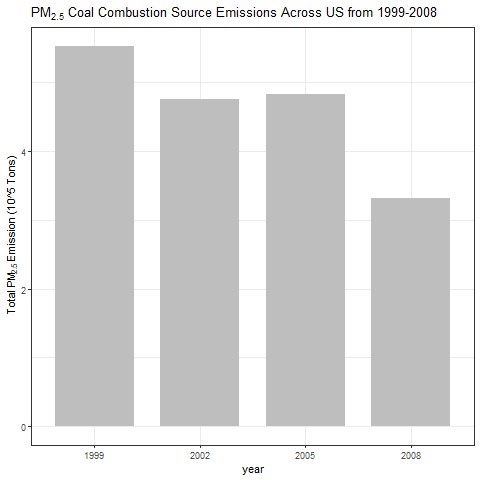 PM2.5 Coal Combustion Source Emissions Across US from 1999-2008
Total PM2.5 Emission (10^5 Tons)
4
2
0
1999 2002 2005 2008
year